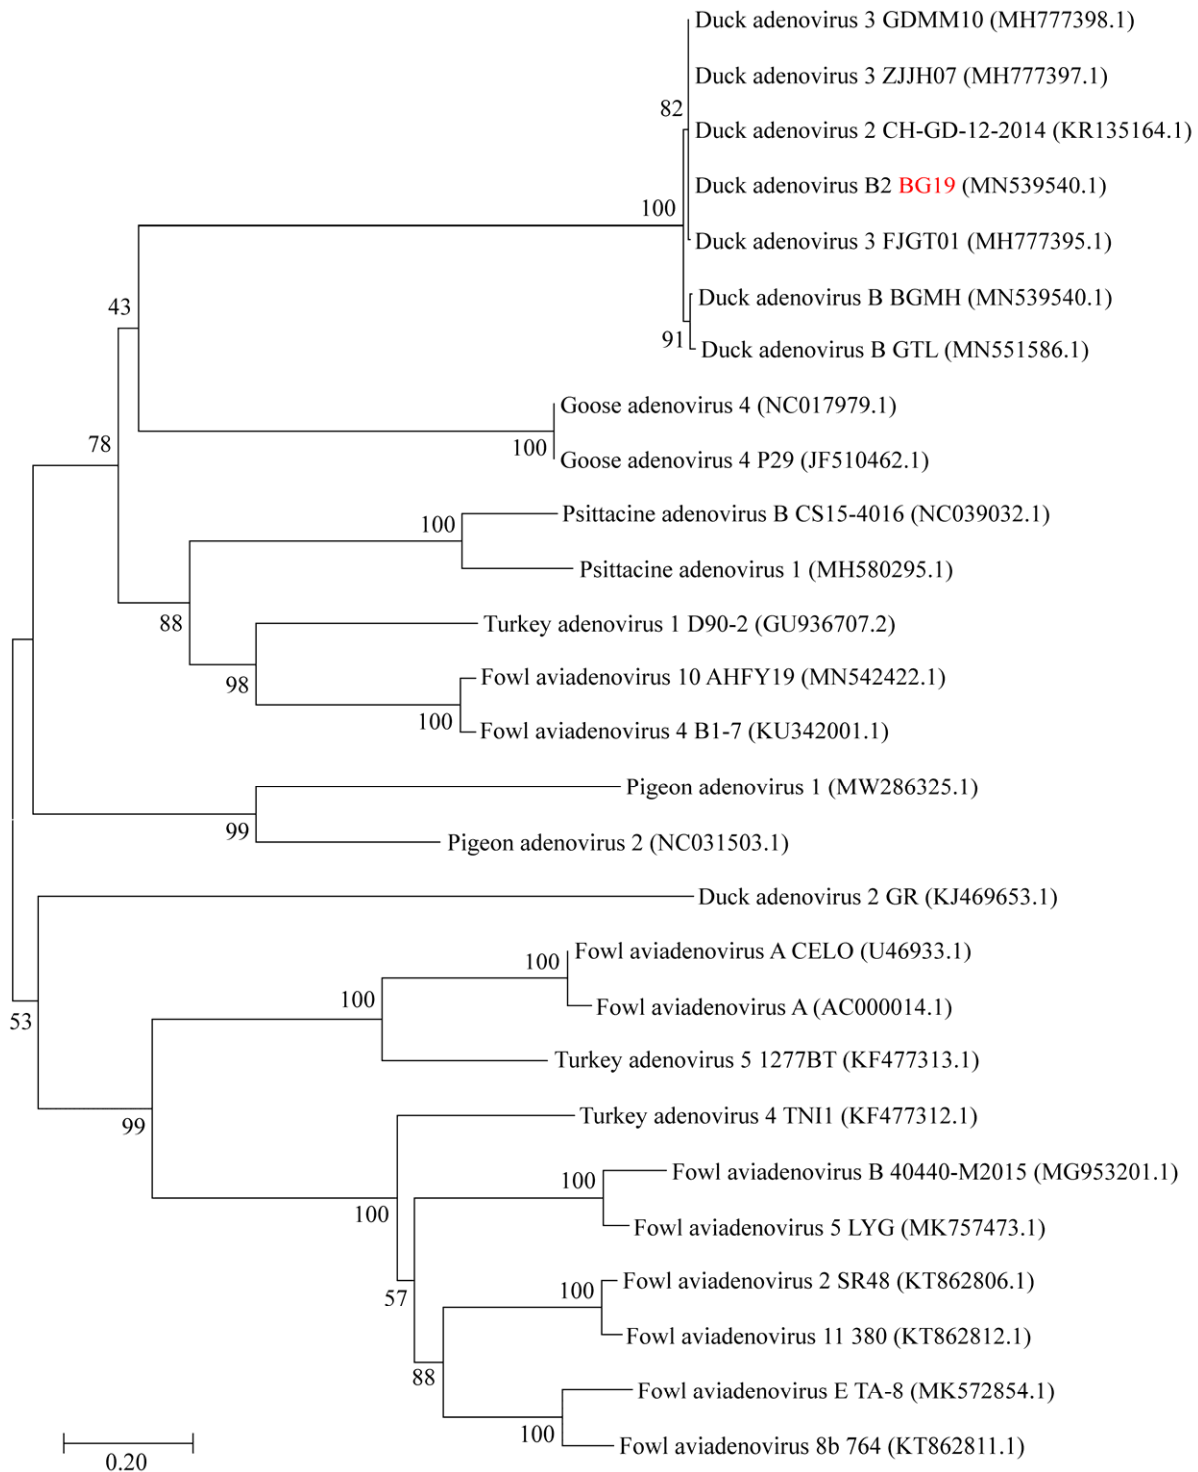 Duck adenovirus 3 GDMM10 (MH777398.1)
Duck adenovirus 3 ZJJH07 (MH777397.1)
82
Duck adenovirus 2 CH-GD-12-2014 (KR135164.1)
Duck adenovirus B2 BG19 (MN539540.1)
100
Duck adenovirus 3 FJGT01 (MH777395.1)
Duck adenovirus B BGMH (MN539540.1)
43
91
Duck adenovirus B GTL (MN551586.1)
Goose adenovirus 4 (NC017979.1)
78
100
Goose adenovirus 4 P29 (JF510462.1)
Psittacine adenovirus B CS15-4016 (NC039032.1)
100
Psittacine adenovirus 1 (MH580295.1)
88
Turkey adenovirus 1 D90-2 (GU936707.2)
98
Fowl aviadenovirus 10 AHFY19 (MN542422.1)
100
Fowl aviadenovirus 4 B1-7 (KU342001.1)
Pigeon adenovirus 1 (MW286325.1)
99
Pigeon adenovirus 2 (NC031503.1)
Duck adenovirus 2 GR (KJ469653.1)
Fowl aviadenovirus A CELO (U46933.1)
100
100
Fowl aviadenovirus A (AC000014.1)
53
Turkey adenovirus 5 1277BT (KF477313.1)
99
Turkey adenovirus 4 TNI1 (KF477312.1)
Fowl aviadenovirus B 40440-M2015 (MG953201.1)
100
100
Fowl aviadenovirus 5 LYG (MK757473.1)
Fowl aviadenovirus 2 SR48 (KT862806.1)
100
57
Fowl aviadenovirus 11 380 (KT862812.1)
88
Fowl aviadenovirus E TA-8 (MK572854.1)
100
Fowl aviadenovirus 8b 764 (KT862811.1)
0.20